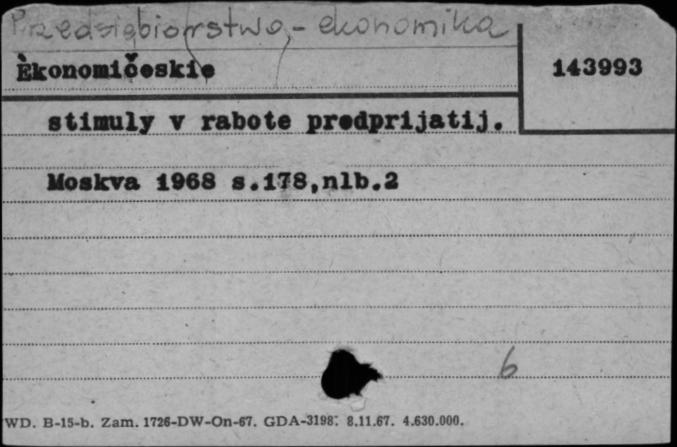 Przedsiębiorstwo - ekonomika
Èkonomičeskie
143993
stimuly v rabote predprijatij.
Moskva 1968 s.178,nlb.2
6
WD. B-15-b. Zam. 1726-DW-On-67. GDA-3198. 8.11.67. 4.630.000.